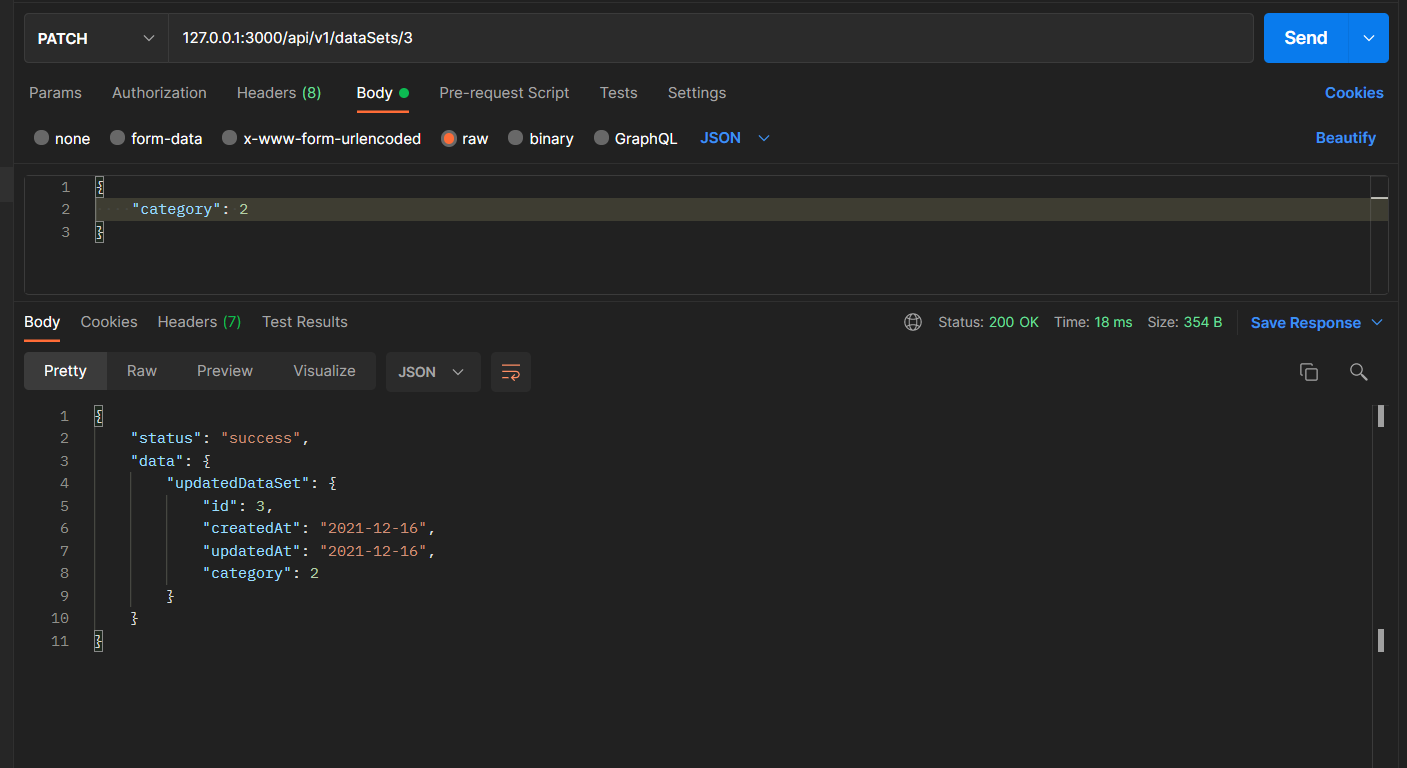 PATCH 127.0.0.1:3000/api/v1/dataSets/3 Send
Params Authorization Headers (8) Body Pre-request Script Tests Settings Cookies
none form-data x-www-form-urlencoded raw binary GraphQL JSON Beautify
1 {
2 "category": 2
3 }
Body Cookies Headers (7) Test Results Status: 200 OK Time: 18 ms Size: 354 B Save Response
Pretty Raw Preview Visualize JSON
1 {
2 "status": "success",
3 "data": {
4 "updatedDataSet": {
5 "id": 3,
6 "createdAt": "2021-12-16",
7 "updatedAt": "2021-12-16",
8 "category": 2
9 }
10 }
11 }